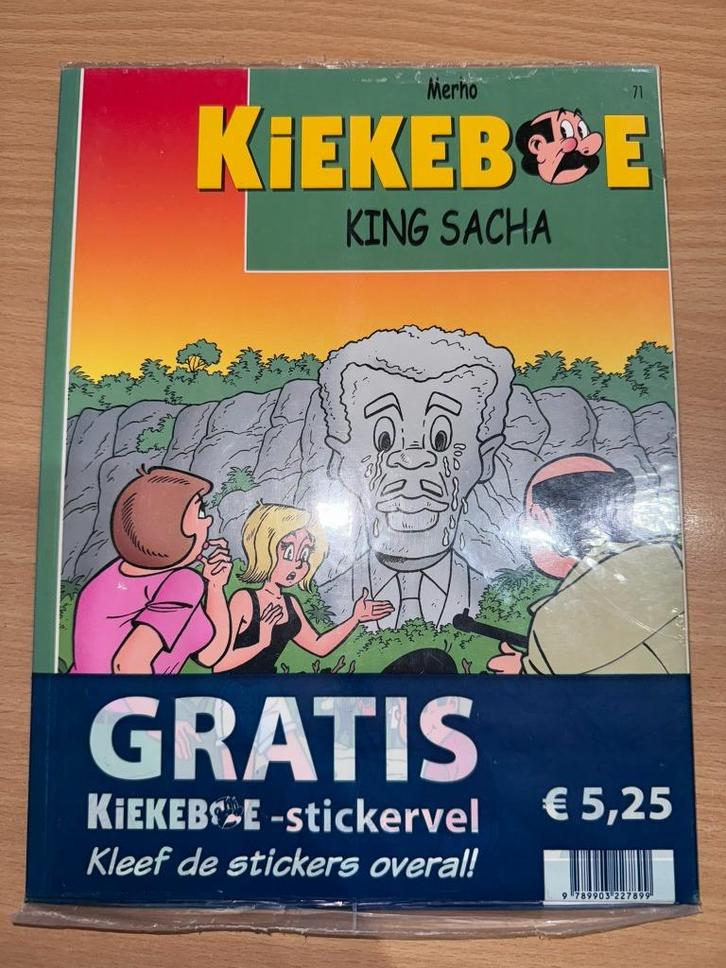 Merho
71
KiEKEBOE
KING SACHA
GRATIS
KiEKEBOE -stickervel
Kleef de stickers overal!
€ 5,25
9 789903 227899